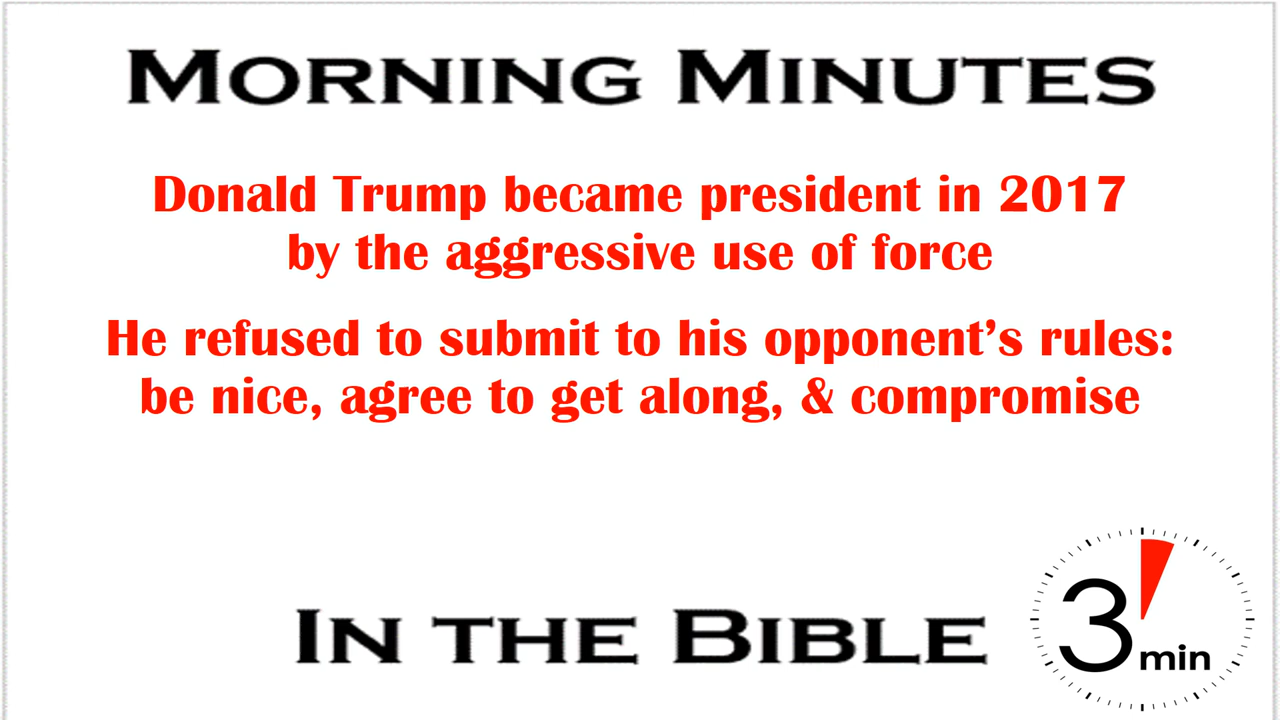 MORNING MINUTES
Donald Trump became president in 2017
by the aggressive use of force
He refused to submit to his opponent’s rules:
be nice, agree to get along, & compromise
IN THE BIBLE
3 min